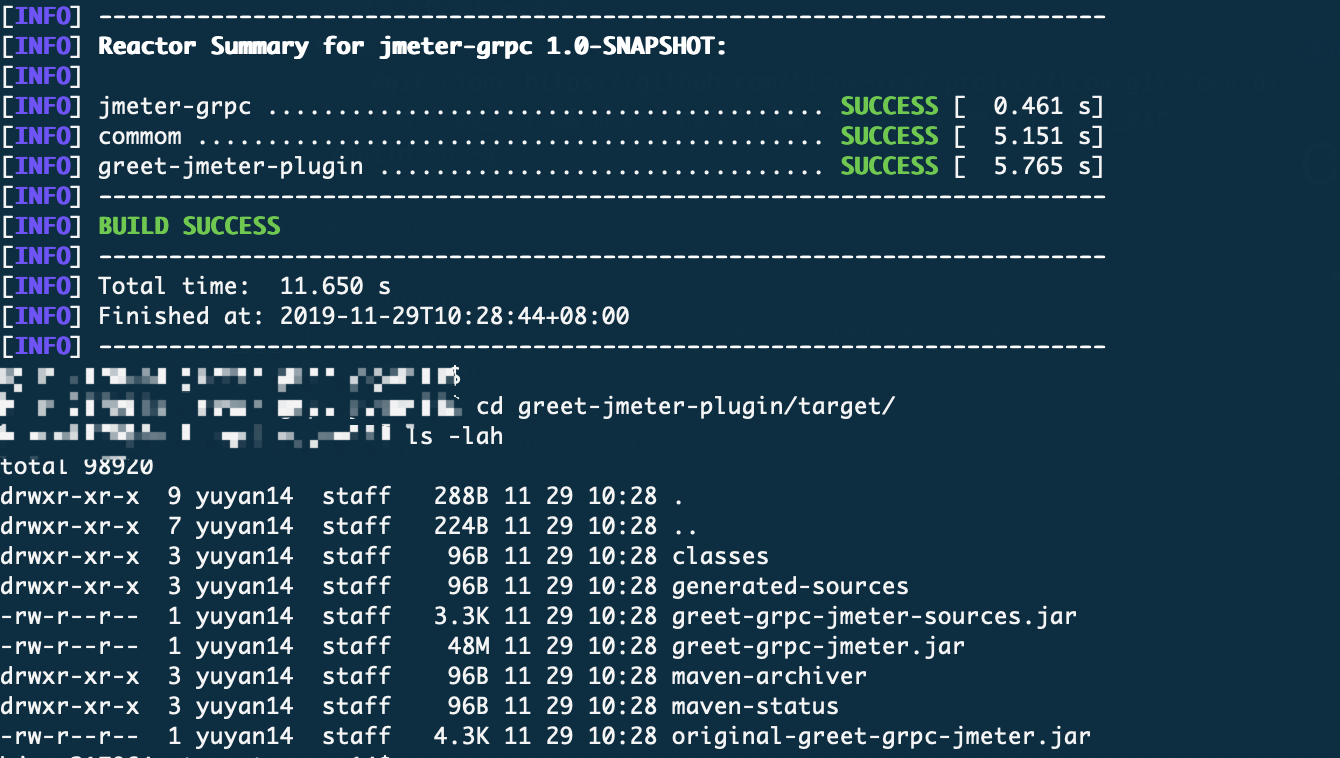 [INFO] ------------------------------------------------------------------------
[INFO] Reactor Summary for jmeter-grpc 1.0-SNAPSHOT:
[INFO]
[INFO] jmeter-grpc ........................................ SUCCESS [  0.461 s]
[INFO] commom ............................................. SUCCESS [  5.151 s]
[INFO] greet-jmeter-plugin ................................ SUCCESS [  5.765 s]
[INFO] ------------------------------------------------------------------------
[INFO] BUILD SUCCESS
[INFO] ------------------------------------------------------------------------
[INFO] Total time:  11.650 s
[INFO] Finished at: 2019-11-29T10:28:44+08:00
[INFO] ------------------------------------------------------------------------
$
cd greet-jmeter-plugin/target/
ls -lah
total 98920
drwxr-xr-x  9 yuyan14  staff   288B 11 29 10:28 .
drwxr-xr-x  7 yuyan14  staff   224B 11 29 10:28 ..
drwxr-xr-x  3 yuyan14  staff    96B 11 29 10:28 classes
drwxr-xr-x  3 yuyan14  staff    96B 11 29 10:28 generated-sources
-rw-r--r--  1 yuyan14  staff   3.3K 11 29 10:28 greet-grpc-jmeter-sources.jar
-rw-r--r--  1 yuyan14  staff    48M 11 29 10:28 greet-grpc-jmeter.jar
drwxr-xr-x  3 yuyan14  staff    96B 11 29 10:28 maven-archiver
drwxr-xr-x  3 yuyan14  staff    96B 11 29 10:28 maven-status
-rw-r--r--  1 yuyan14  staff   4.3K 11 29 10:28 original-greet-grpc-jmeter.jar